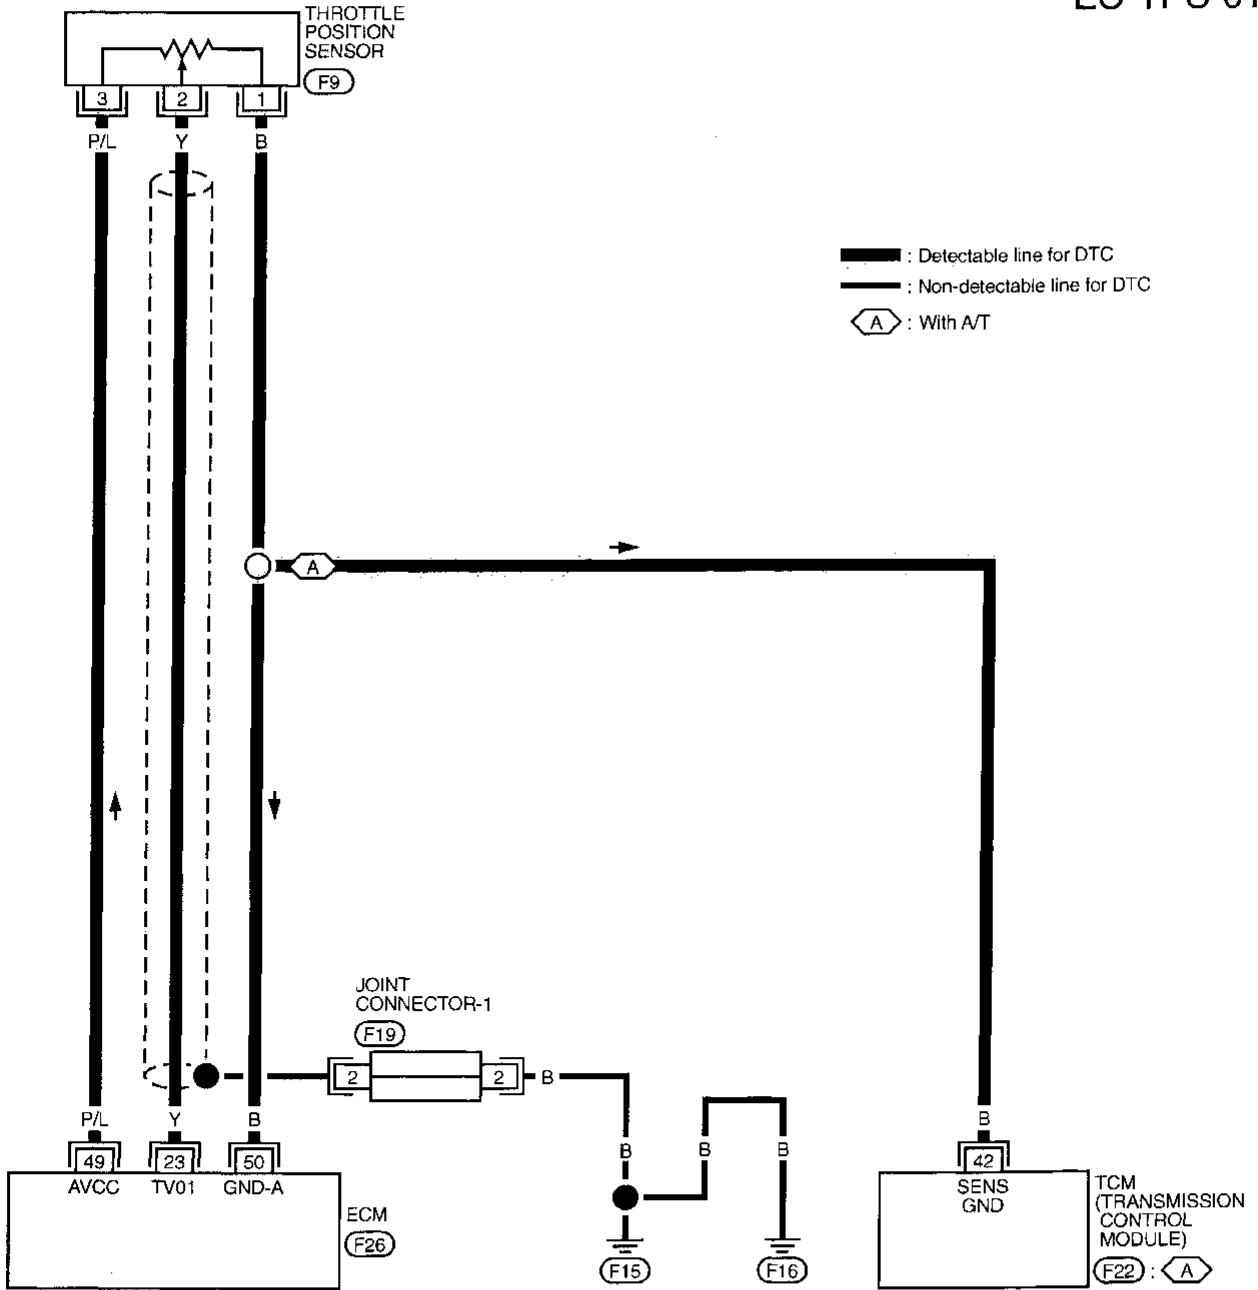 THROTTLE
POSITION
SENSOR
F9
3 2 1
P/L Y B
: Detectable line for DTC
: Non-detectable line for DTC
A : With A/T
A
JOINT
CONNECTOR-1
F19
2 2 B
P/L Y B
B B B
B
49 23 50
AVCC TV01 GND-A
ECM
F26
F15
F16
42
SENS
GND
TCM
(TRANSMISSION
CONTROL
MODULE)
F22 : A